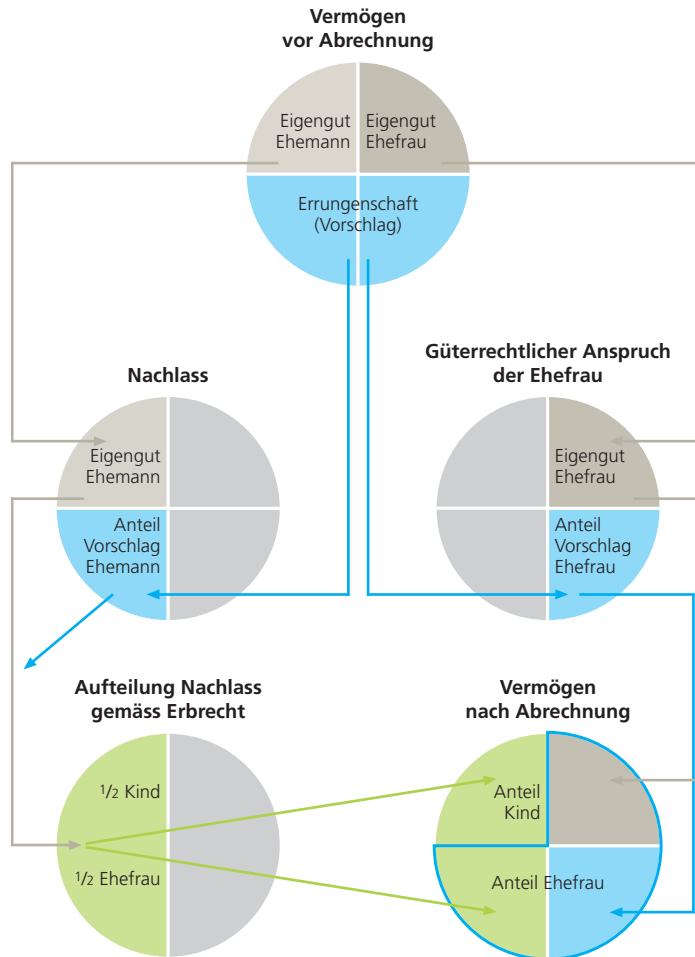 Vermögen
vor Abrechnung
Eigengut
Ehemann
Eigengut
Ehefrau
Errungenschaft
(Vorschlag)
Nachlass
Güterrechtlicher Anspruch
der Ehefrau
Eigengut
Ehemann
Anteil
Vorschlag
Ehemann
Eigengut
Ehefrau
Anteil
Vorschlag
Ehefrau
Aufteilung Nachlass
gemäss Erbrecht
Vermögen
nach Abrechnung
1/2 Kind
1/2 Ehefrau
Anteil
Kind
Anteil Ehefrau